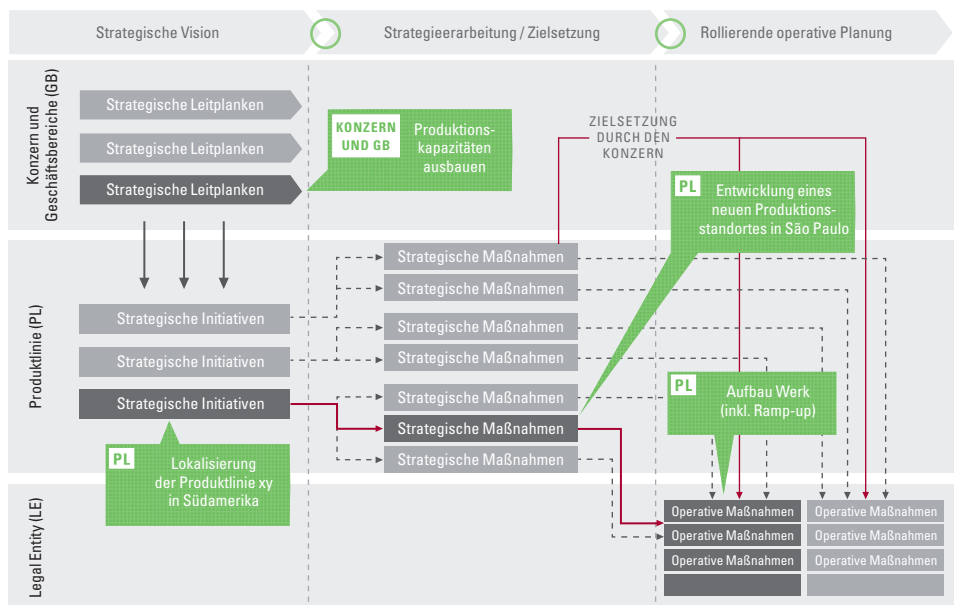 Strategische Vision
Strategieerarbeitung / Zielsetzung
Rollierende operative Planung
Konzern und
Geschäftsbereiche (GB)
Strategische Leitplanken
Strategische Leitplanken
Strategische Leitplanken
KONZERN
UND GB
Produktions-
kapazitäten
ausbauen
ZIELSETZUNG
DURCH DEN
KONZERN
PL
Entwicklung eines
neuen Produktions-
standortes in São Paulo
Produktlinie (PL)
Strategische Initiativen
Strategische Initiativen
Strategische Initiativen
PL
Lokalisierung
der Produktlinie xy
in Südamerika
Strategische Maßnahmen
Strategische Maßnahmen
Strategische Maßnahmen
Strategische Maßnahmen
Strategische Maßnahmen
Strategische Maßnahmen
Strategische Maßnahmen
PL
Aufbau Werk
(inkl. Ramp-up)
Legal Entity (LE)
Operative Maßnahmen
Operative Maßnahmen
Operative Maßnahmen
Operative Maßnahmen
Operative Maßnahmen
Operative Maßnahmen